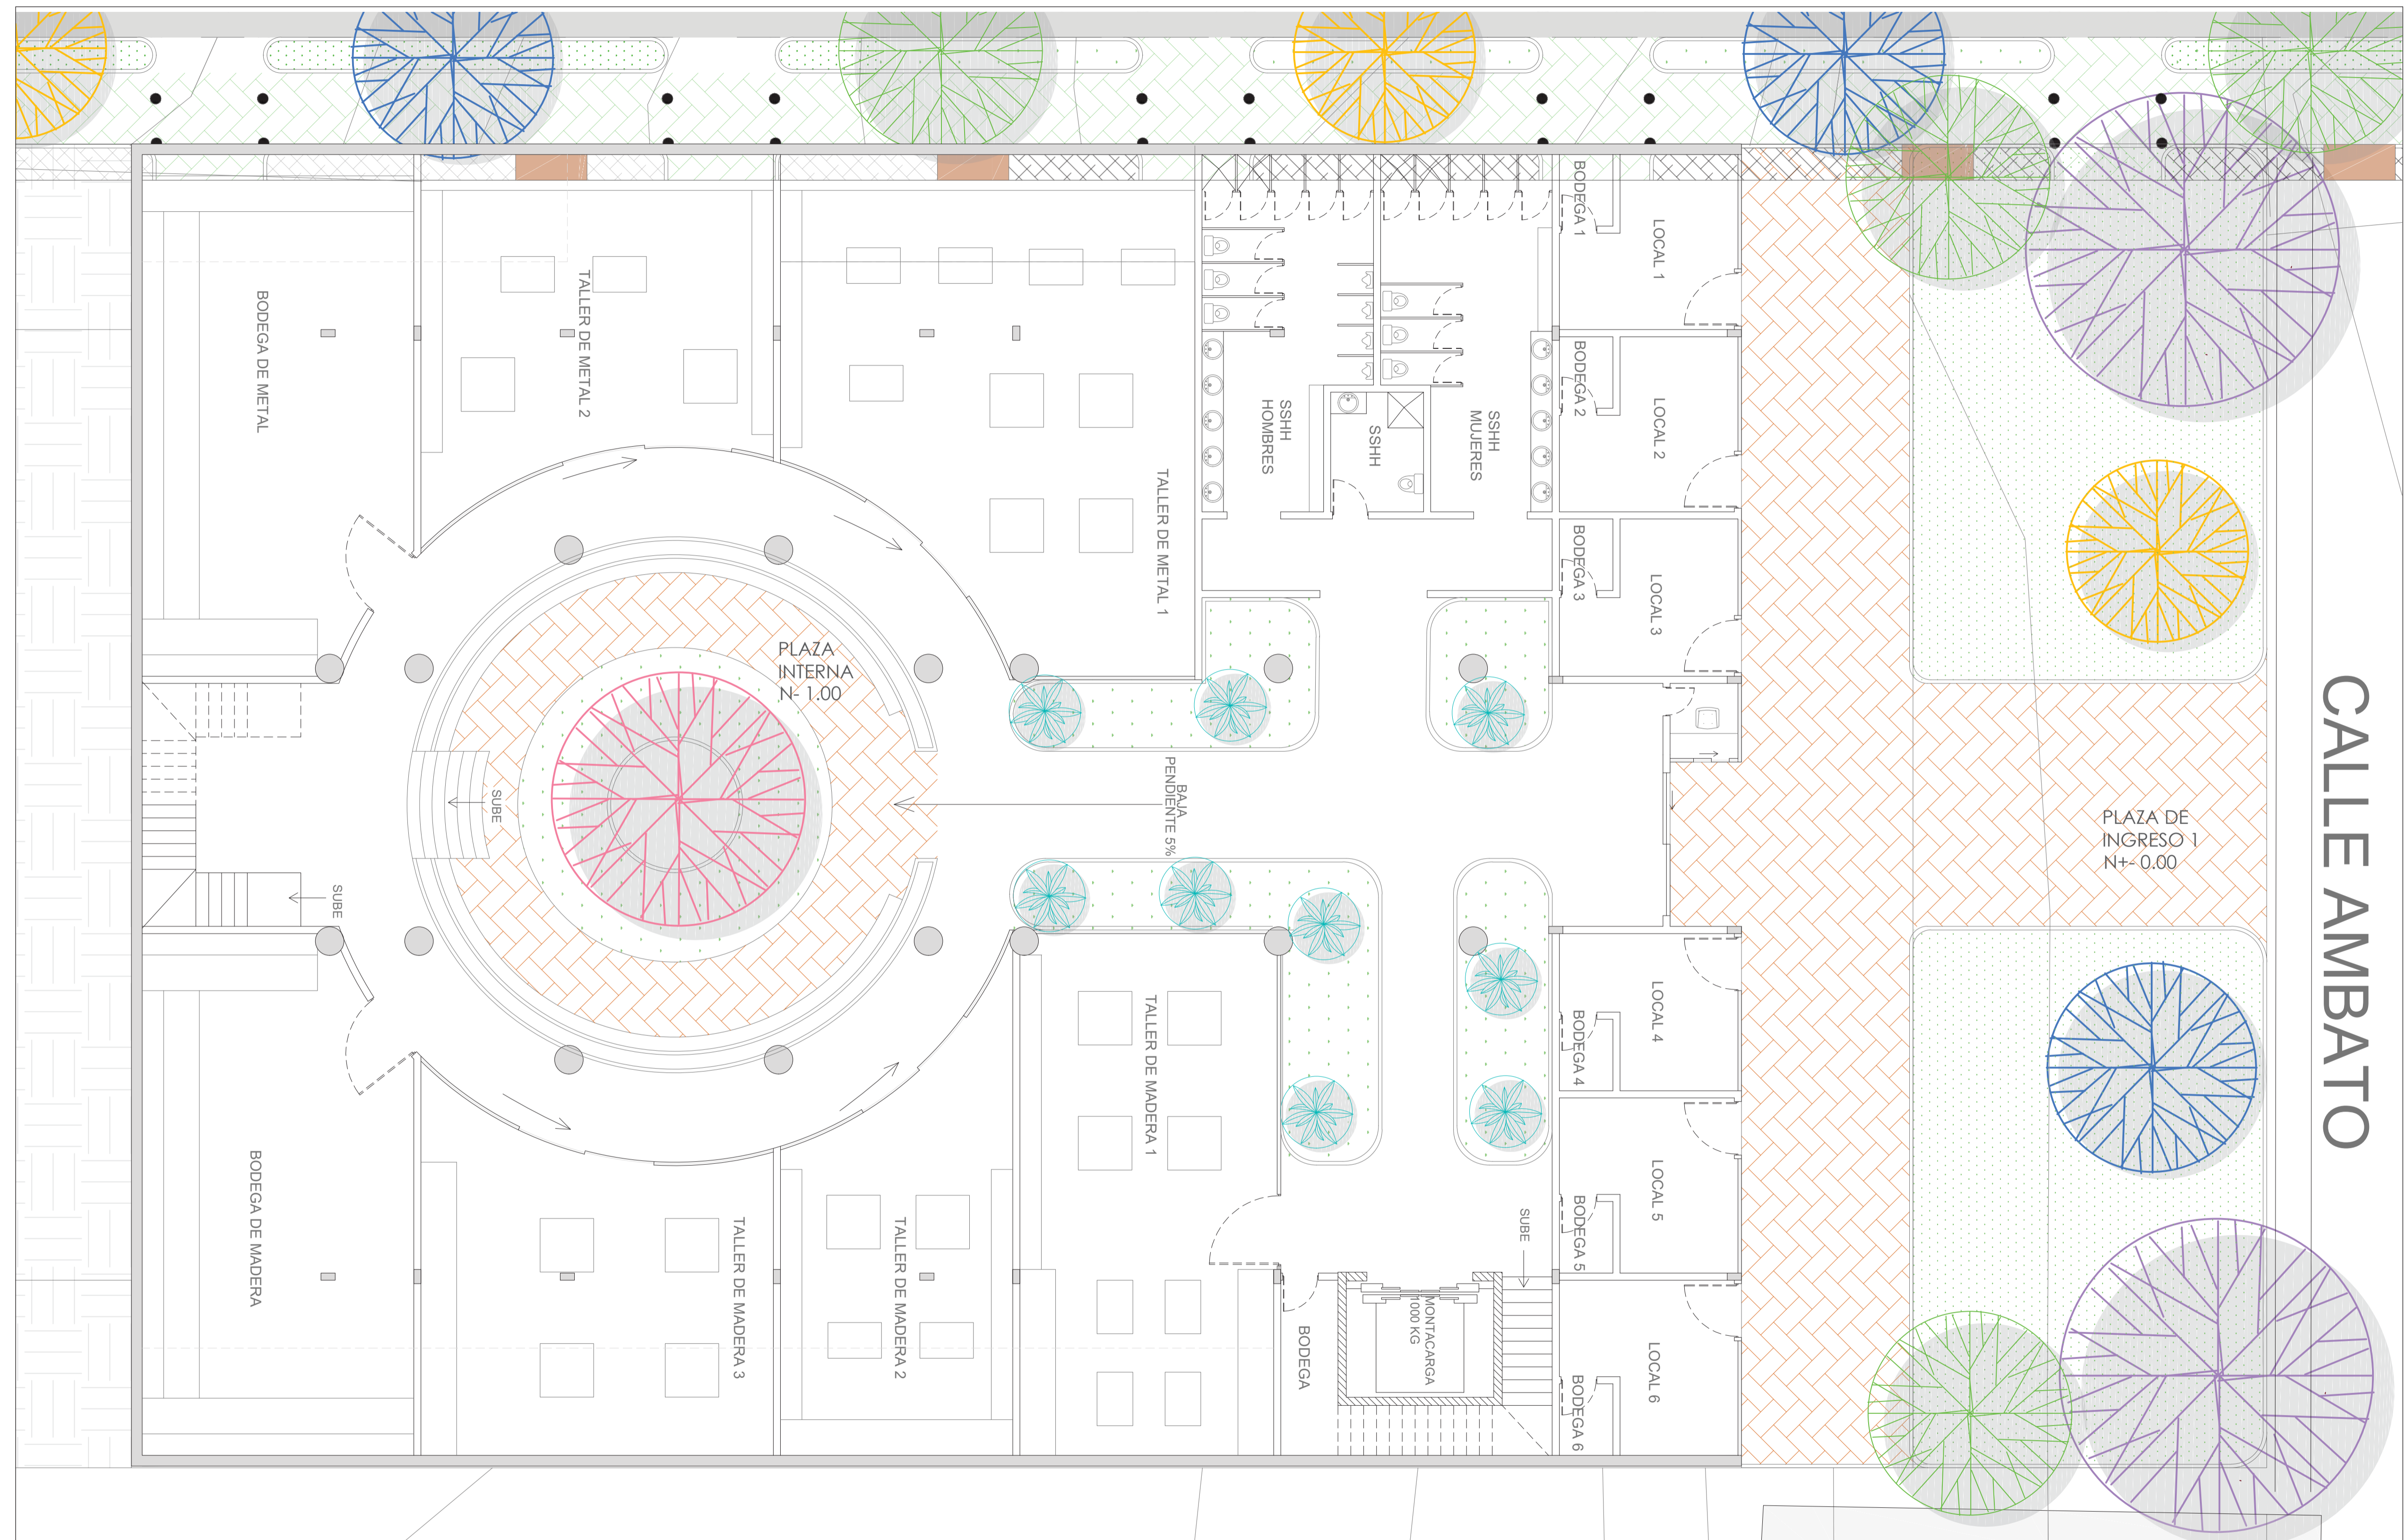 BODEGA DE METAL
TALLER DE METAL 2
TALLER DE METAL 1
SSHH
HOMBRES
SSHH
SSHH
MUJERES
BODEGA 1
LOCAL 1
BODEGA 2
LOCAL 2
BODEGA 3
LOCAL 3
PLAZA
INTERNA
N- 1.00
SUBE
SUBE
BAJA
PENDIENTE 5%
PLAZA DE
INGRESO 1
N+- 0.00
CALLE AMBATO
BODEGA DE MADERA
TALLER DE MADERA 3
TALLER DE MADERA 2
TALLER DE MADERA 1
BODEGA
MONTACARGA
1000 KG
SUBE
LOCAL 4
BODEGA 4
LOCAL 5
BODEGA 5
LOCAL 6
BODEGA 6